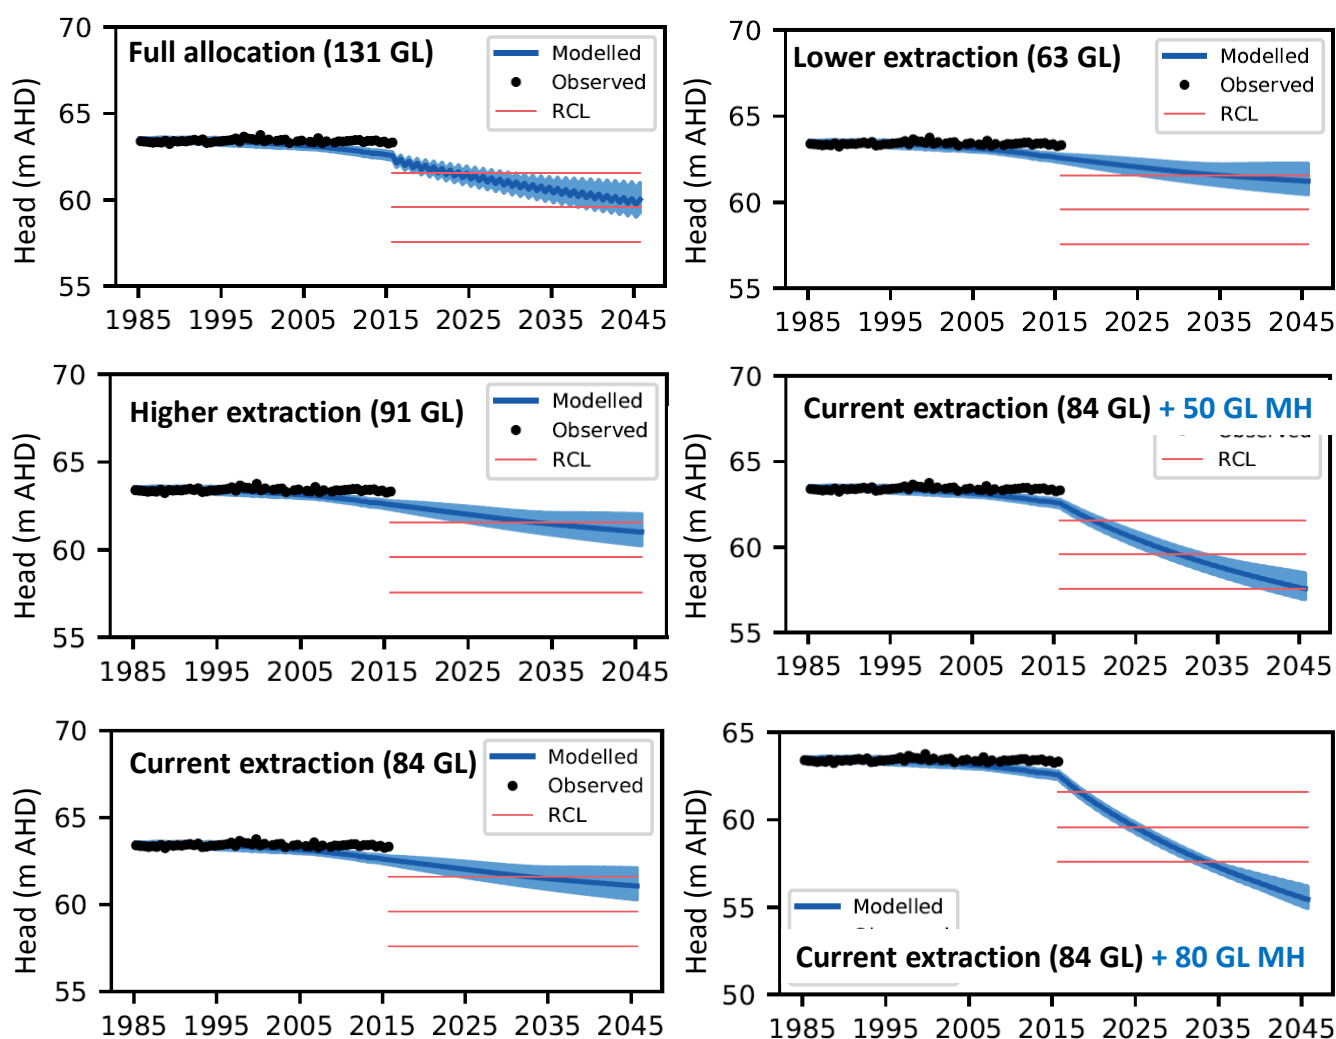 Full allocation (131 GL)
Modelled
Observed
RCL
Head (m AHD)
70
65
60
55
1985 1995 2005 2015 2025 2035 2045
Lower extraction (63 GL)
Modelled
Observed
RCL
Head (m AHD)
70
65
60
55
1985 1995 2005 2015 2025 2035 2045
Higher extraction (91 GL)
Modelled
Observed
RCL
Head (m AHD)
70
65
60
55
1985 1995 2005 2015 2025 2035 2045
Current extraction (84 GL) + 50 GL MH
Observed
RCL
Head (m AHD)
70
65
60
55
1985 1995 2005 2015 2025 2035 2045
Current extraction (84 GL)
Modelled
Observed
RCL
Head (m AHD)
70
65
60
55
1985 1995 2005 2015 2025 2035 2045
Head (m AHD)
65
60
55
50
Modelled
Current extraction (84 GL) + 80 GL MH
1985 1995 2005 2015 2025 2035 2045